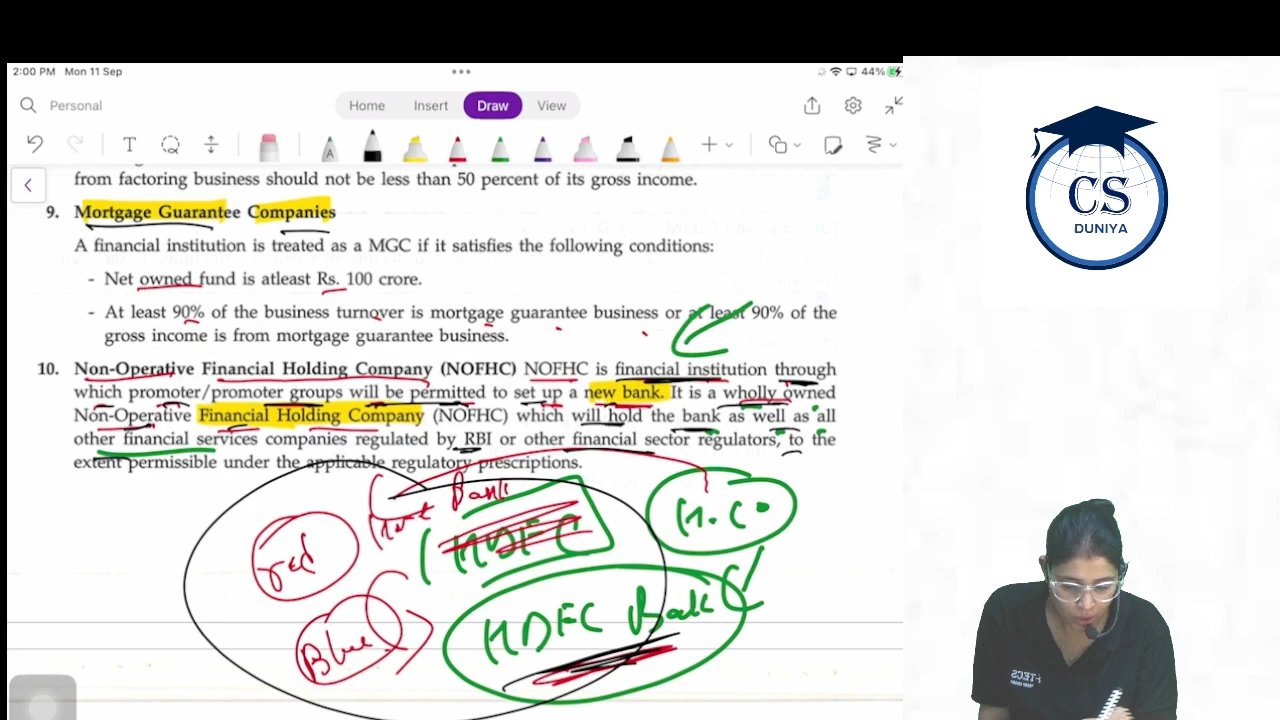 2:00 PM Mon 11 Sep
44%
Personal
Home Insert Draw View
T
A
from factoring business should not be less than 50 percent of its gross income.
9. Mortgage Guarantee Companies
A financial institution is treated as a MGC if it satisfies the following conditions:
- Net owned fund is atleast Rs. 100 crore.
- At least 90% of the business turnover is mortgage guarantee business or at least 90% of the
gross income is from mortgage guarantee business.
10. Non-Operative Financial Holding Company (NOFHC) NOFHC is financial institution through
which promoter/promoter groups will be permitted to set up a new bank. It is a wholly owned
Non-Operative Financial Holding Company (NOFHC) which will hold the bank as well as all
other financial services companies regulated by RBI or other financial sector regulators, to the
extent permissible under the applicable regulatory prescriptions.
Bank
HDFC
H.Co
red
HDFC Bank
Blue
CS
DUNIYA